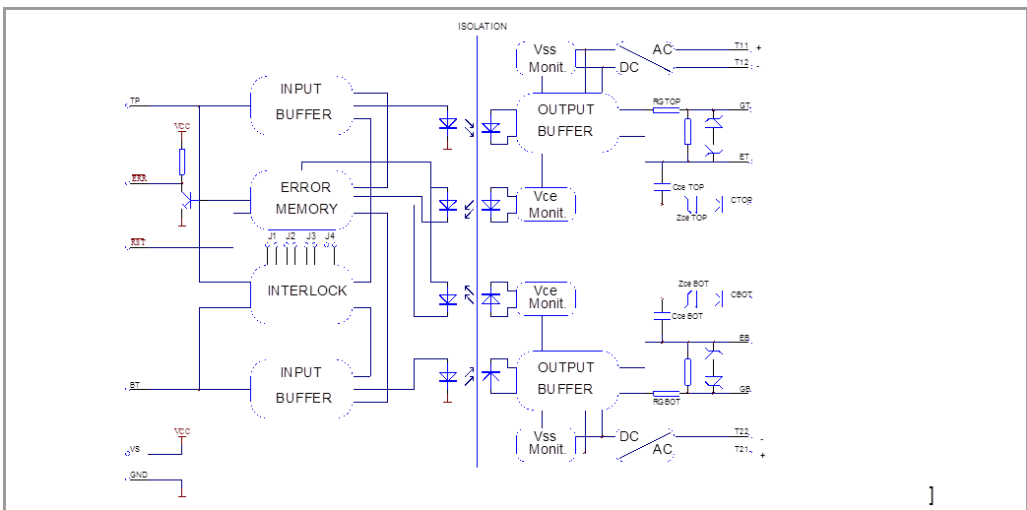 ISOLATION
Vss
Monit.
AC
DC
T11 +
T12 -
INPUT
BUFFER
TP
OUTPUT
BUFFER
RG TOP
GT
VCC
ERR
ERROR
MEMORY
ET
Cce TOP
CTOP
Zce TOP
Vce
Monit.
RST
J1 J2 J3 J4
INTERLOCK
Vce
Monit.
Zce BOT
CBOT
Cce BOT
EB
INPUT
BUFFER
BT
OUTPUT
BUFFER
RGBOT
GB
VCC
VS
Vss
Monit.
DC
AC
T22 -
T21 +
GND
]